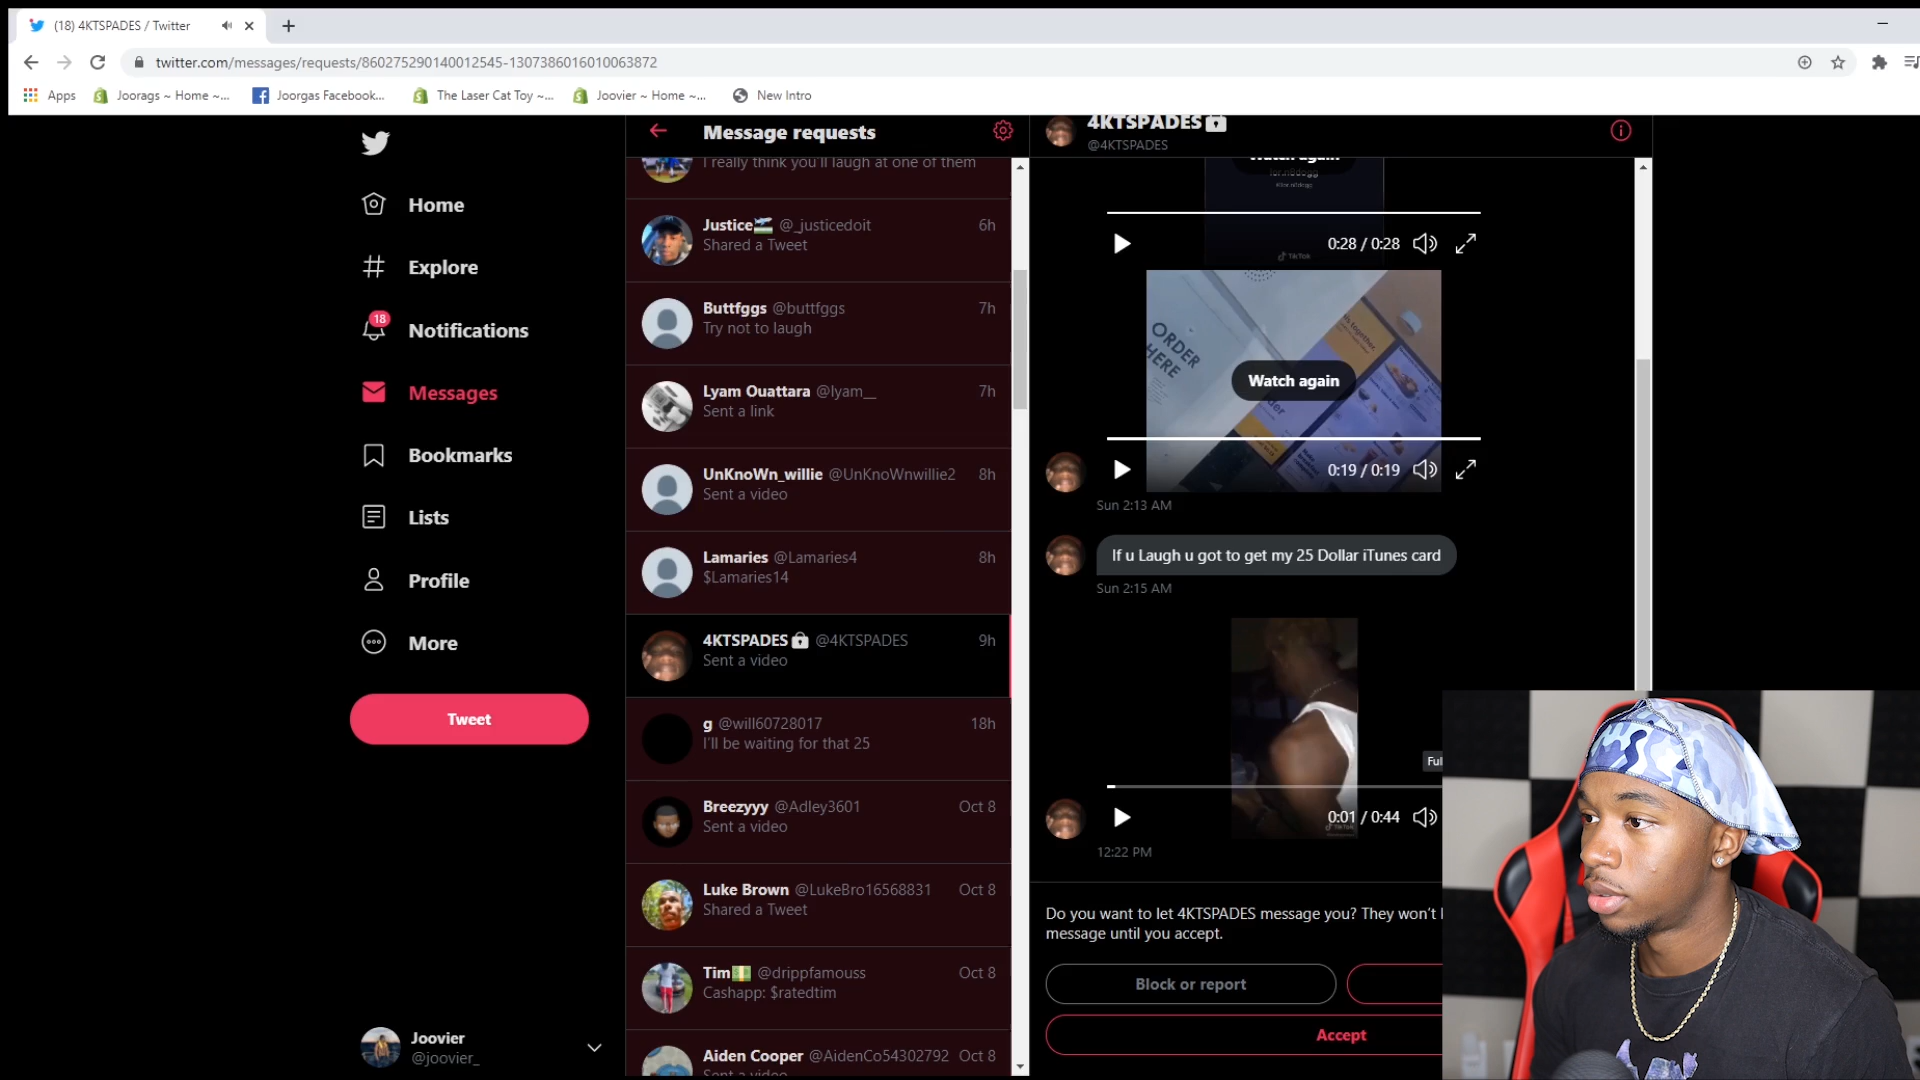 (18) 4KTSPADES / Twitter
twitter.com/messages/requests/860275290140012545-1307386016010063872
Apps
Joorags ~ Home ~...
Joorgas Facebook...
The Laser Cat Toy ~...
Joovier ~ Home ~...
New Intro
Home
Explore
18
Notifications
Messages
Bookmarks
Lists
Profile
More
Tweet
Joovier
@joovier_
Message requests
I really think you'll laugh at one of them
Justice @_justicedoit 6h
Shared a Tweet
Buttfggs @buttfggs 7h
Try not to laugh
Lyam Ouattara @lyam__ 7h
Sent a link
UnKnoWn_willie @UnKnoWnwillie2 8h
Sent a video
Lamaries @Lamaries4 8h
$Lamaries14
4KTSPADES @4KTSPADES 9h
Sent a video
g @will60728017 18h
I'll be waiting for that 25
Breezyyy @Adley3601 Oct 8
Sent a video
Luke Brown @LukeBro16568831 Oct 8
Shared a Tweet
Tim @drippfamouss Oct 8
Cashapp: $ratedtim
Aiden Cooper @AidenCo54302792 Oct 8
Sent a video
4KTSPADES
@4KTSPADES
Watch again
0:28 / 0:28
TikTok
ORDER
HERE
Watch again
0:19 / 0:19
Sun 2:13 AM
If u Laugh u got to get my 25 Dollar iTunes card
Sun 2:15 AM
Ful
0:01 / 0:44
TikTok
12:22 PM
Do you want to let 4KTSPADES message you? They won't
message until you accept.
Block or report
Accept